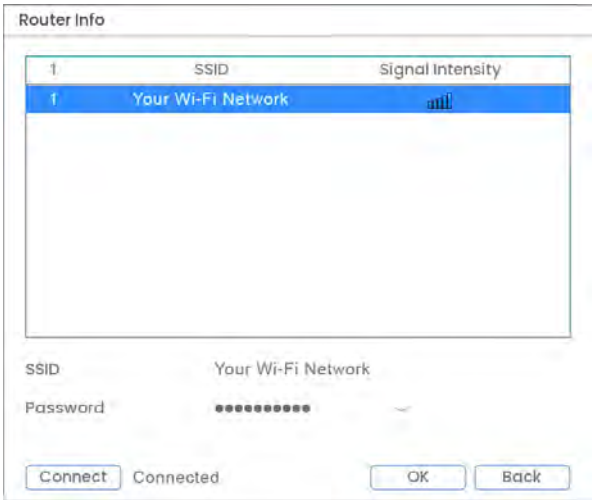 Router Info
1 SSID Signal Intensity
1 Your Wi-Fi Network
SSID Your Wi-Fi Network
Password ●●●●●●●●●●
Connect Connected OK Back